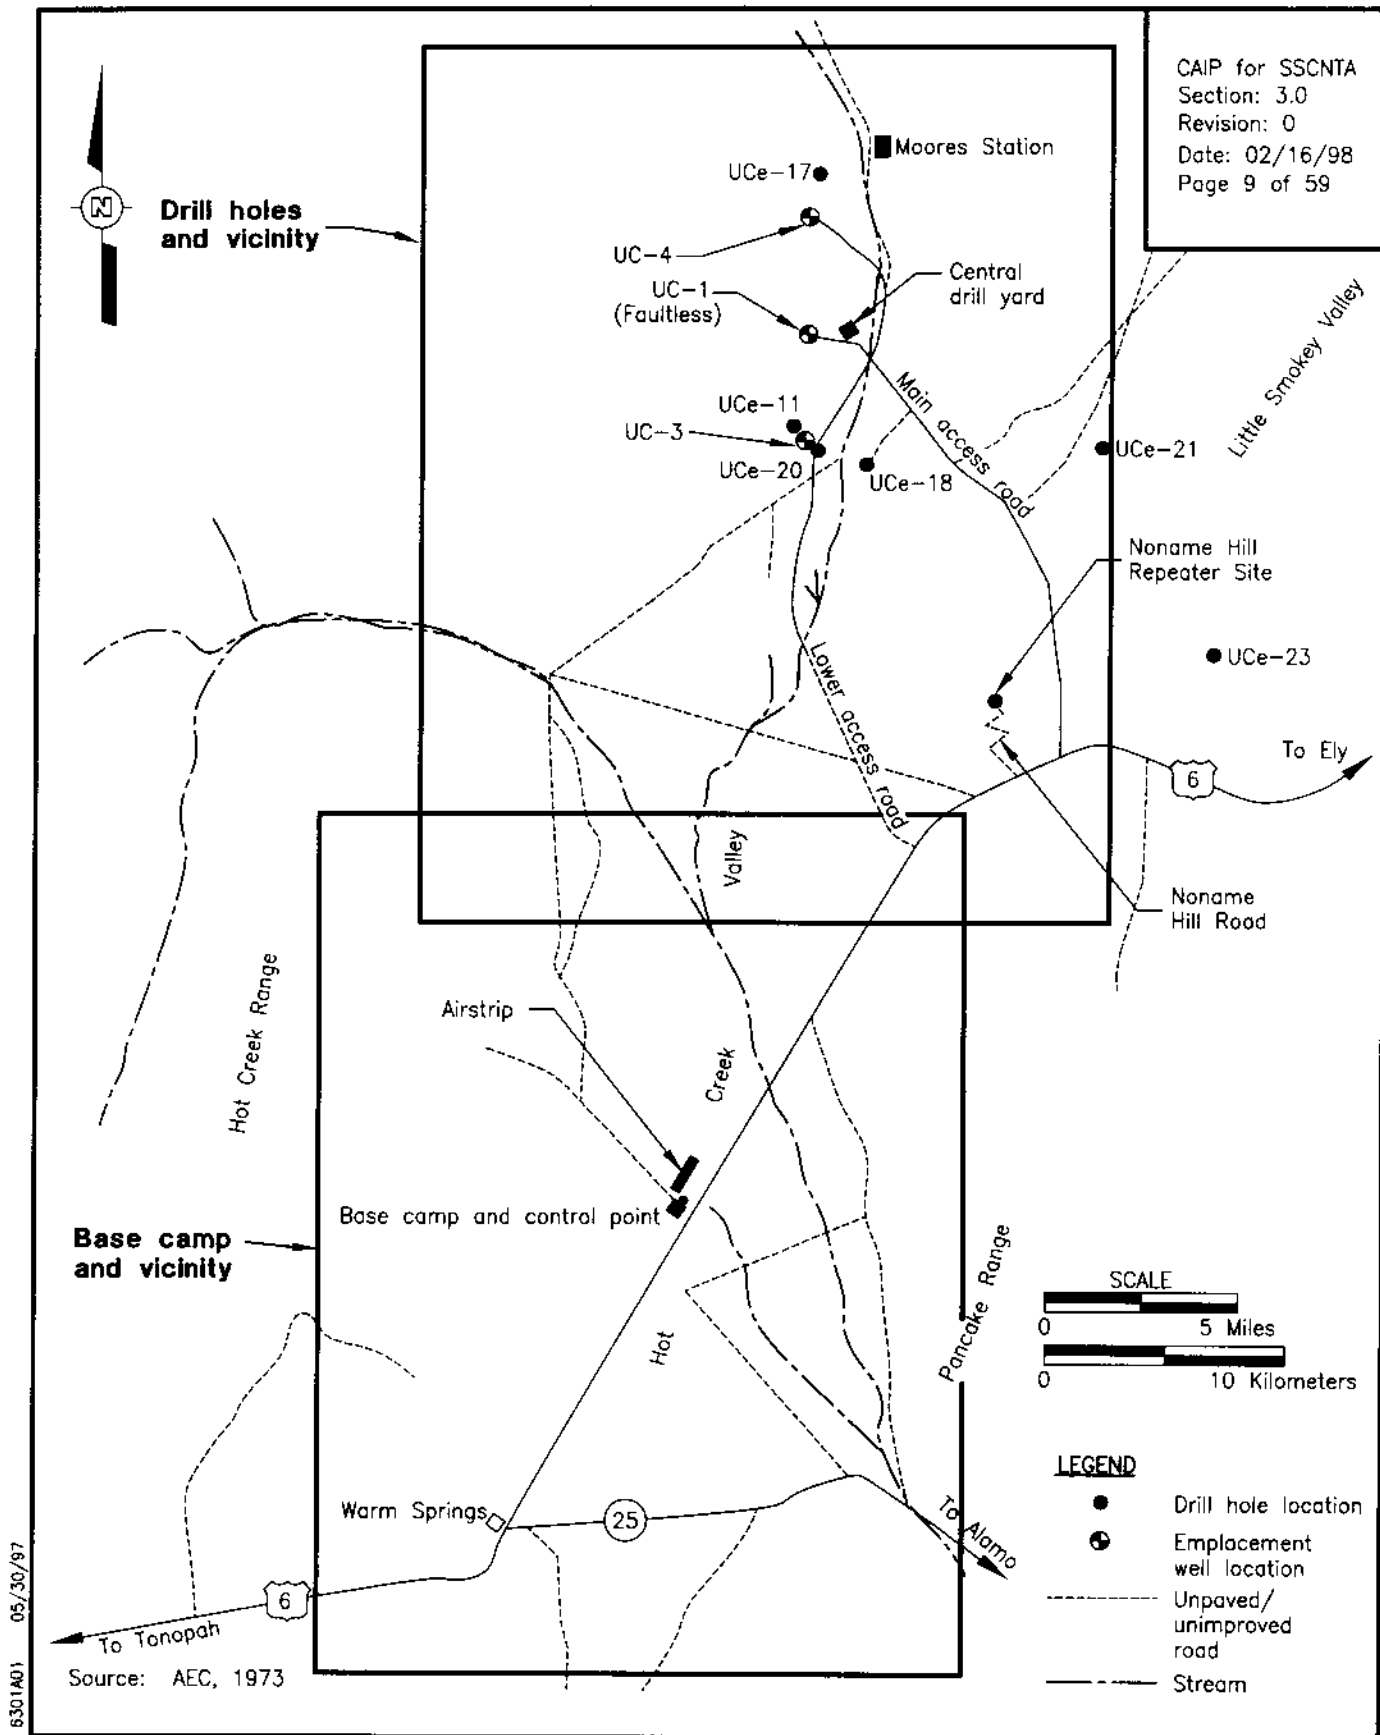 CAIP for SSCNTA
Section: 3.0
Revision: 0
Date: 02/16/98
Page 9 of 59
N
Drill holes
and vicinity
Moores Station
UCe-17
UC-4
UC-1
(Faultless)
Central
drill yard
Little Smokey Valley
Main access road
UCe-11
UC-3
UCe-20
UCe-18
UCe-21
Noname Hill
Repeater Site
UCe-23
Lower access road
To Ely
6
Noname
Hill Road
Hot Creek Range
Airstrip
Hot Creek Valley
Base camp and control point
Base camp
and vicinity
Pancake Range
SCALE
0 5 Miles
0 10 Kilometers
Warm Springs
25
To Alamo
6
To Tonopah
LEGEND
Drill hole location
Emplacement
well location
Unpaved/
unimproved
road
Stream
Source: AEC, 1973
6301A01 05/30/97